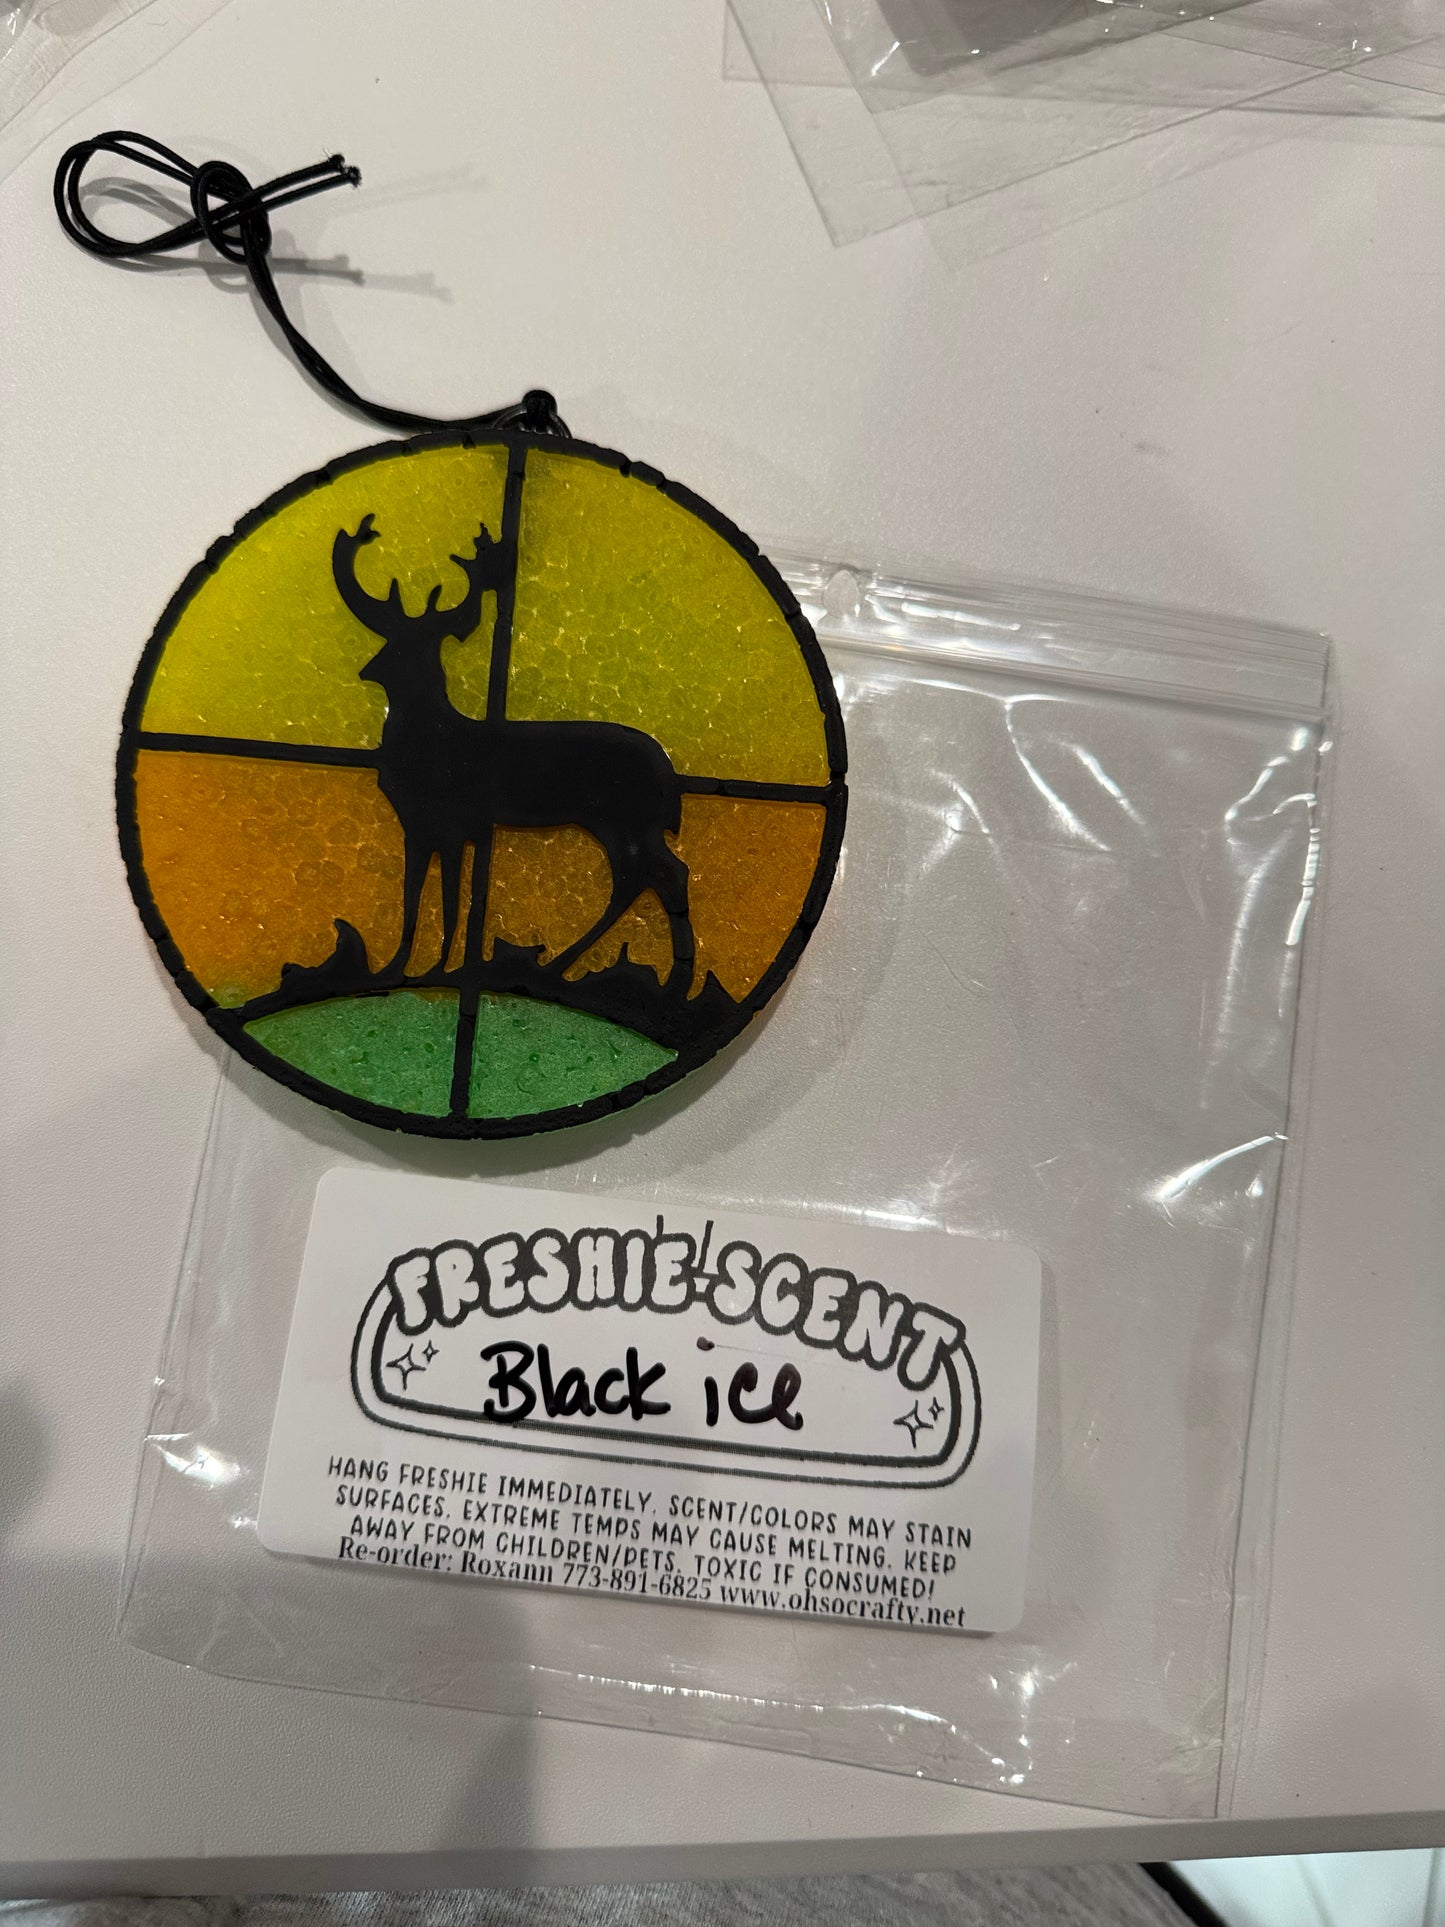 FRESHIE SCENT
Black ice
HANG FRESHIE IMMEDIATELY. SCENT/COLORS MAY STAIN
SURFACES. EXTREME TEMPS MAY CAUSE MELTING. KEEP
AWAY FROM CHILDREN/PETS. TOXIC IF CONSUMED!
Re-order: Roxann 773-891-6825 www.ohsocrafty.net